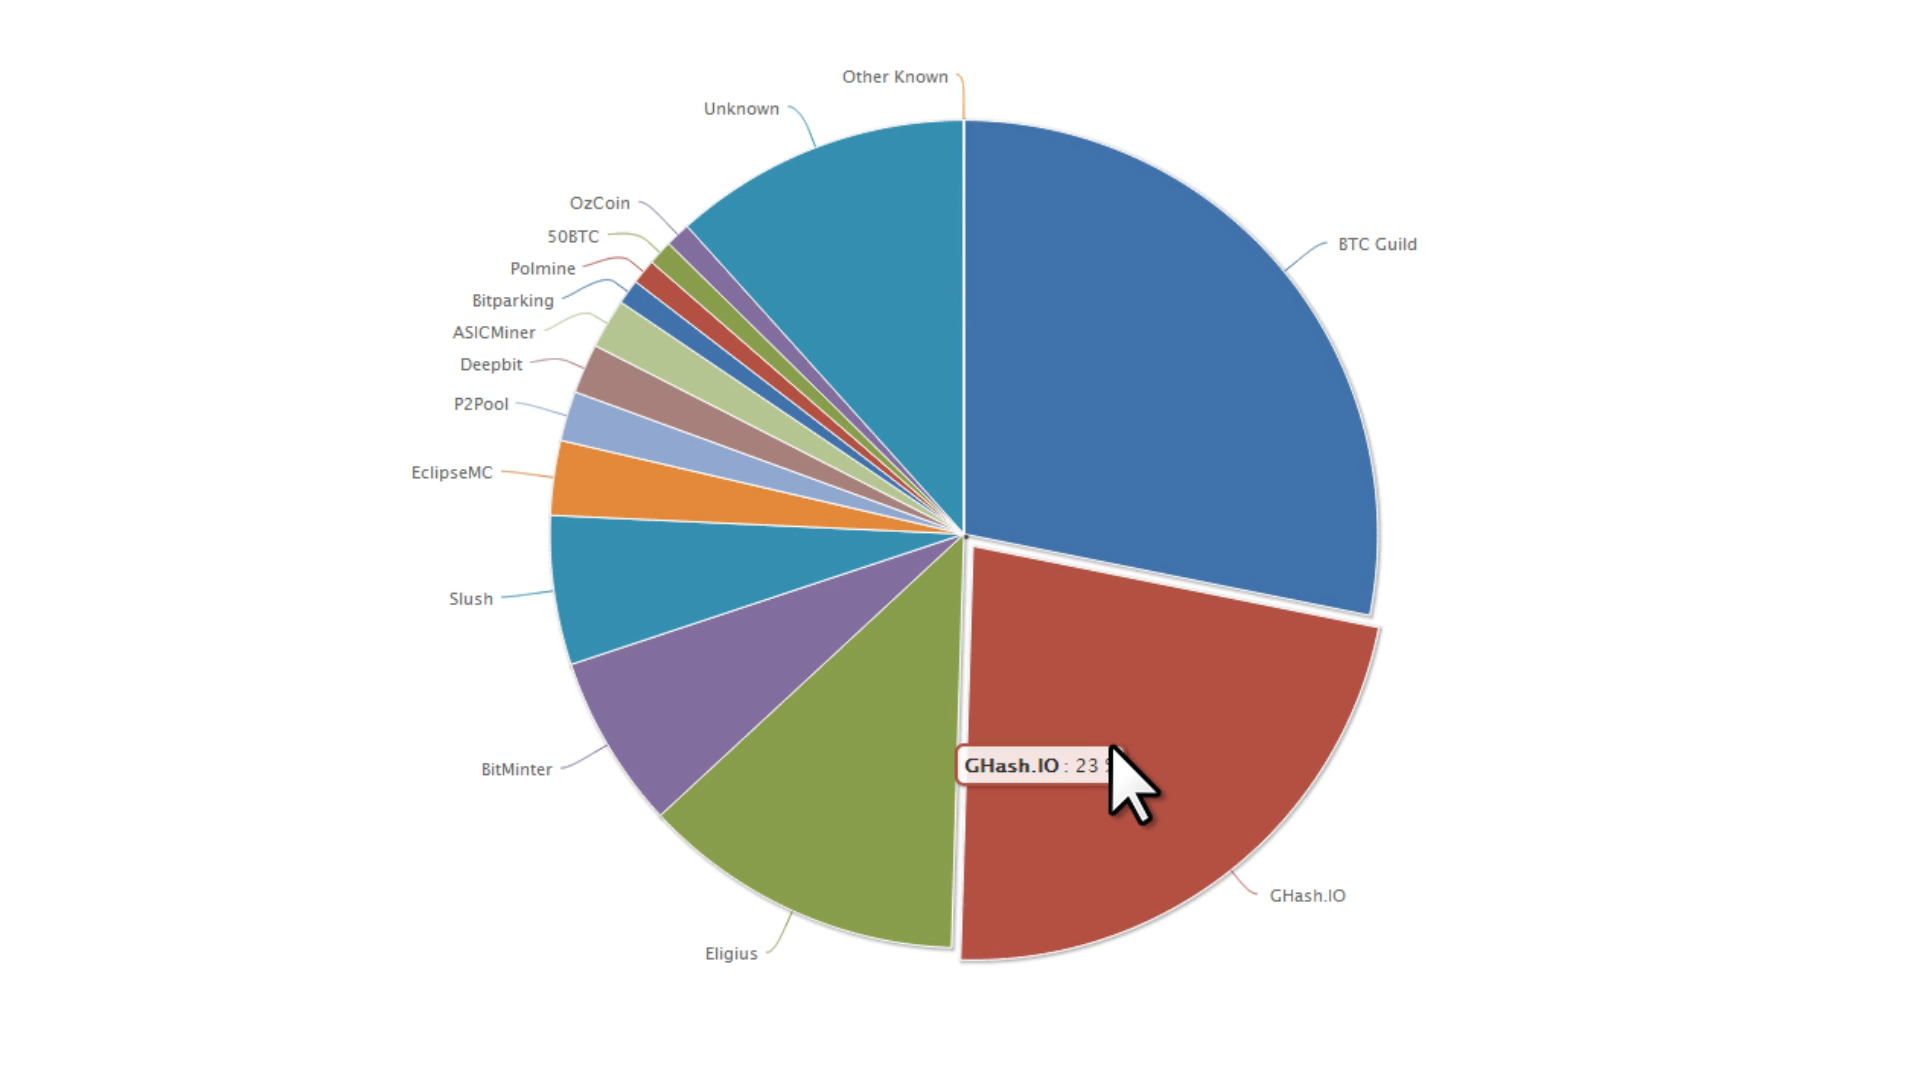 Other Known
Unknown
OzCoin
50BTC
BTC Guild
Polmine
Bitparking
ASICMiner
Deepbit
P2Pool
EclipseMC
Slush
GHash.IO : 23
BitMinter
GHash.IO
Eligius